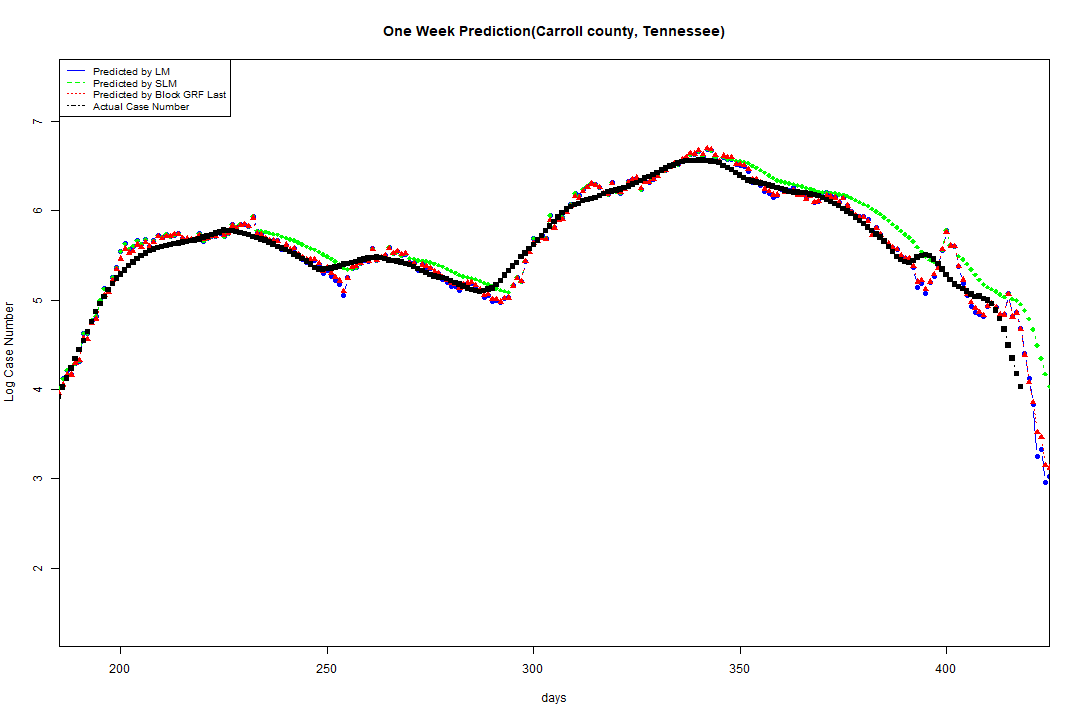 One Week Prediction(Carroll county, Tennessee)
Predicted by LM
Predicted by SLM
Predicted by Block GRF Last
Actual Case Number
7
6
5
4
3
2
Log Case Number
200 250 300 350 400
days